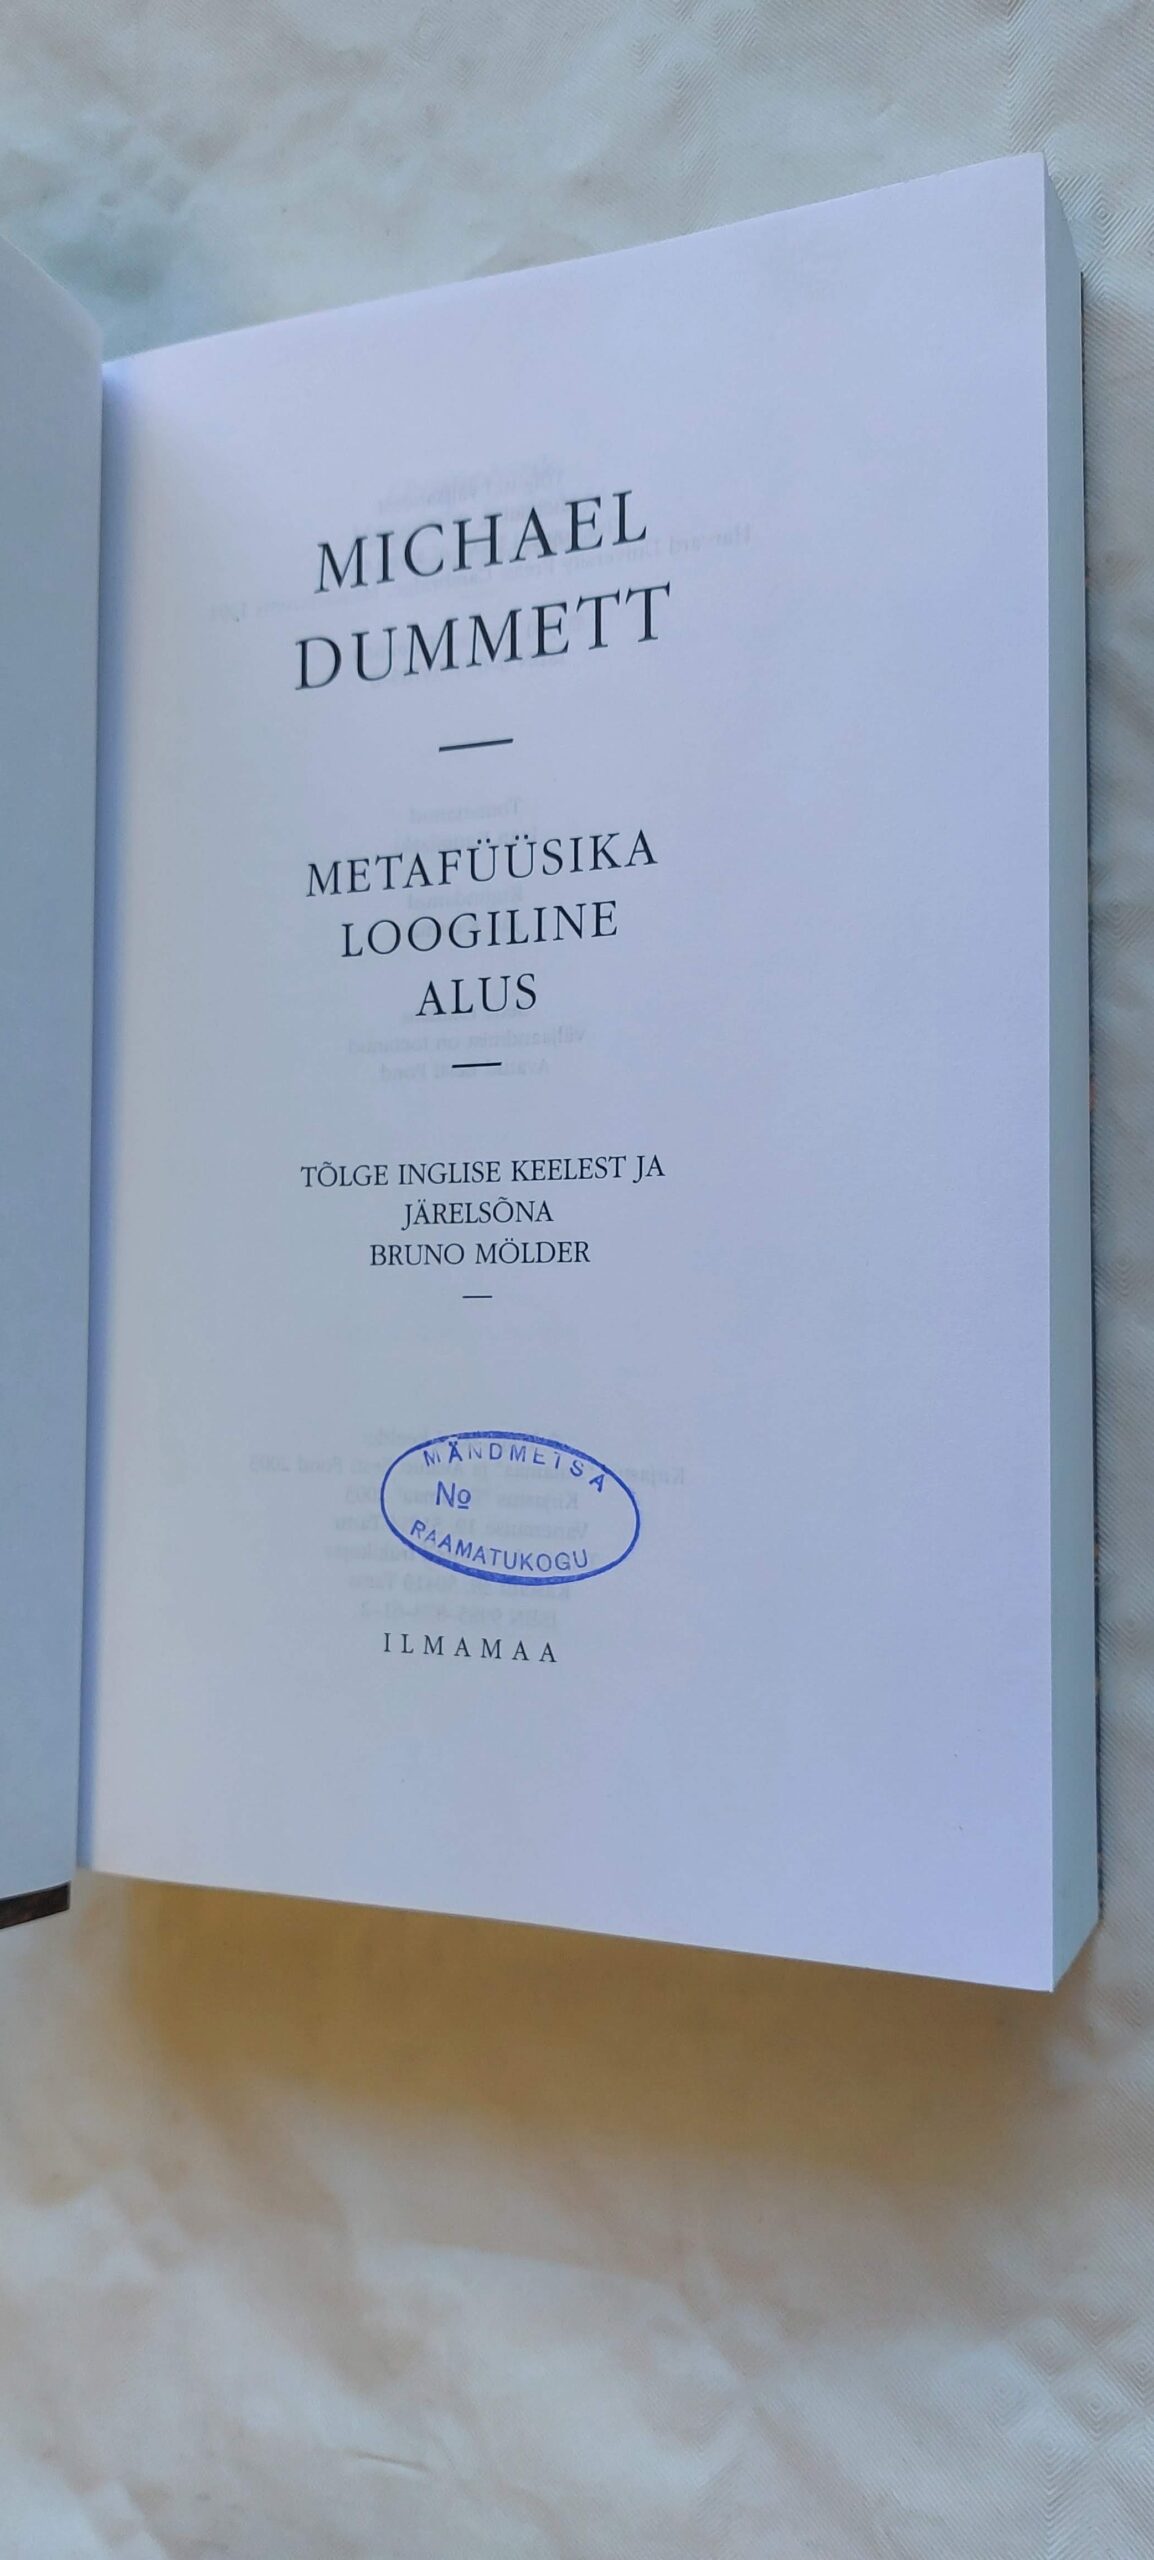 MICHAEL
DUMMETT
METAFÜÜSIKA
LOOGILINE
ALUS
TÕLGE INGLISE KEELEST JA
JÄRELSÕNA
BRUNO MÖLDER
MÄNDMETSA
No
RAAMATUKOGU
ILMAMAA